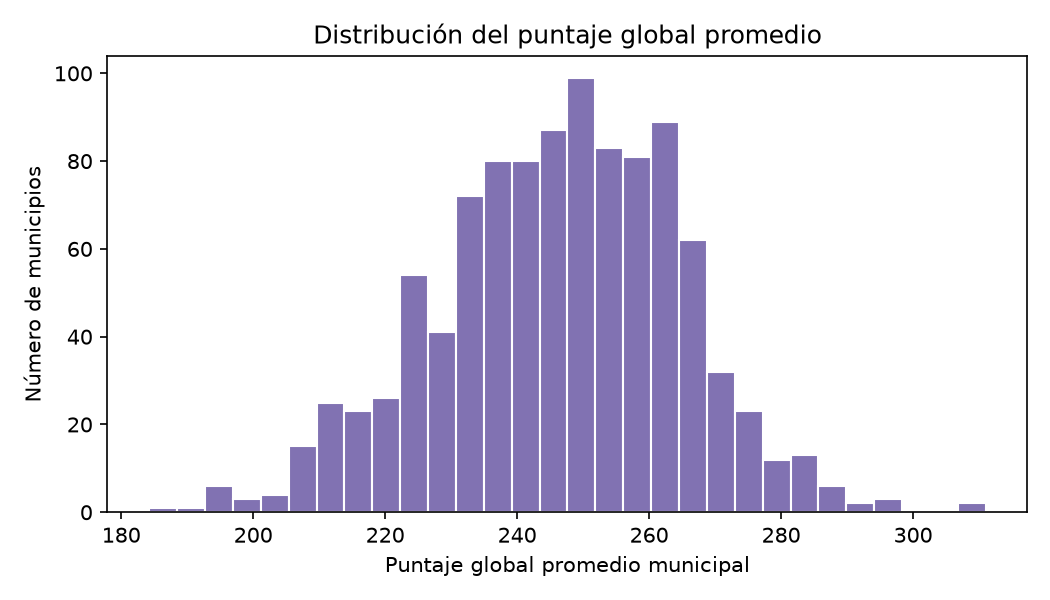 Distribución del puntaje global promedio
100
80
60
40
20
0
Número de municipios
180 200 220 240 260 280 300
Puntaje global promedio municipal